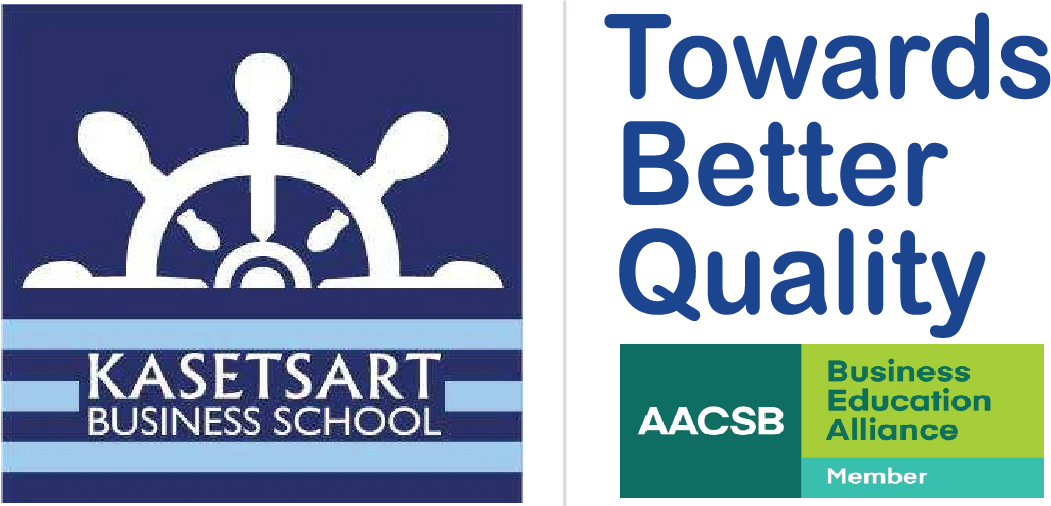 KASETSART
BUSINESS SCHOOL
Towards
Better
Quality
AACSB
Business
Education
Alliance
Member